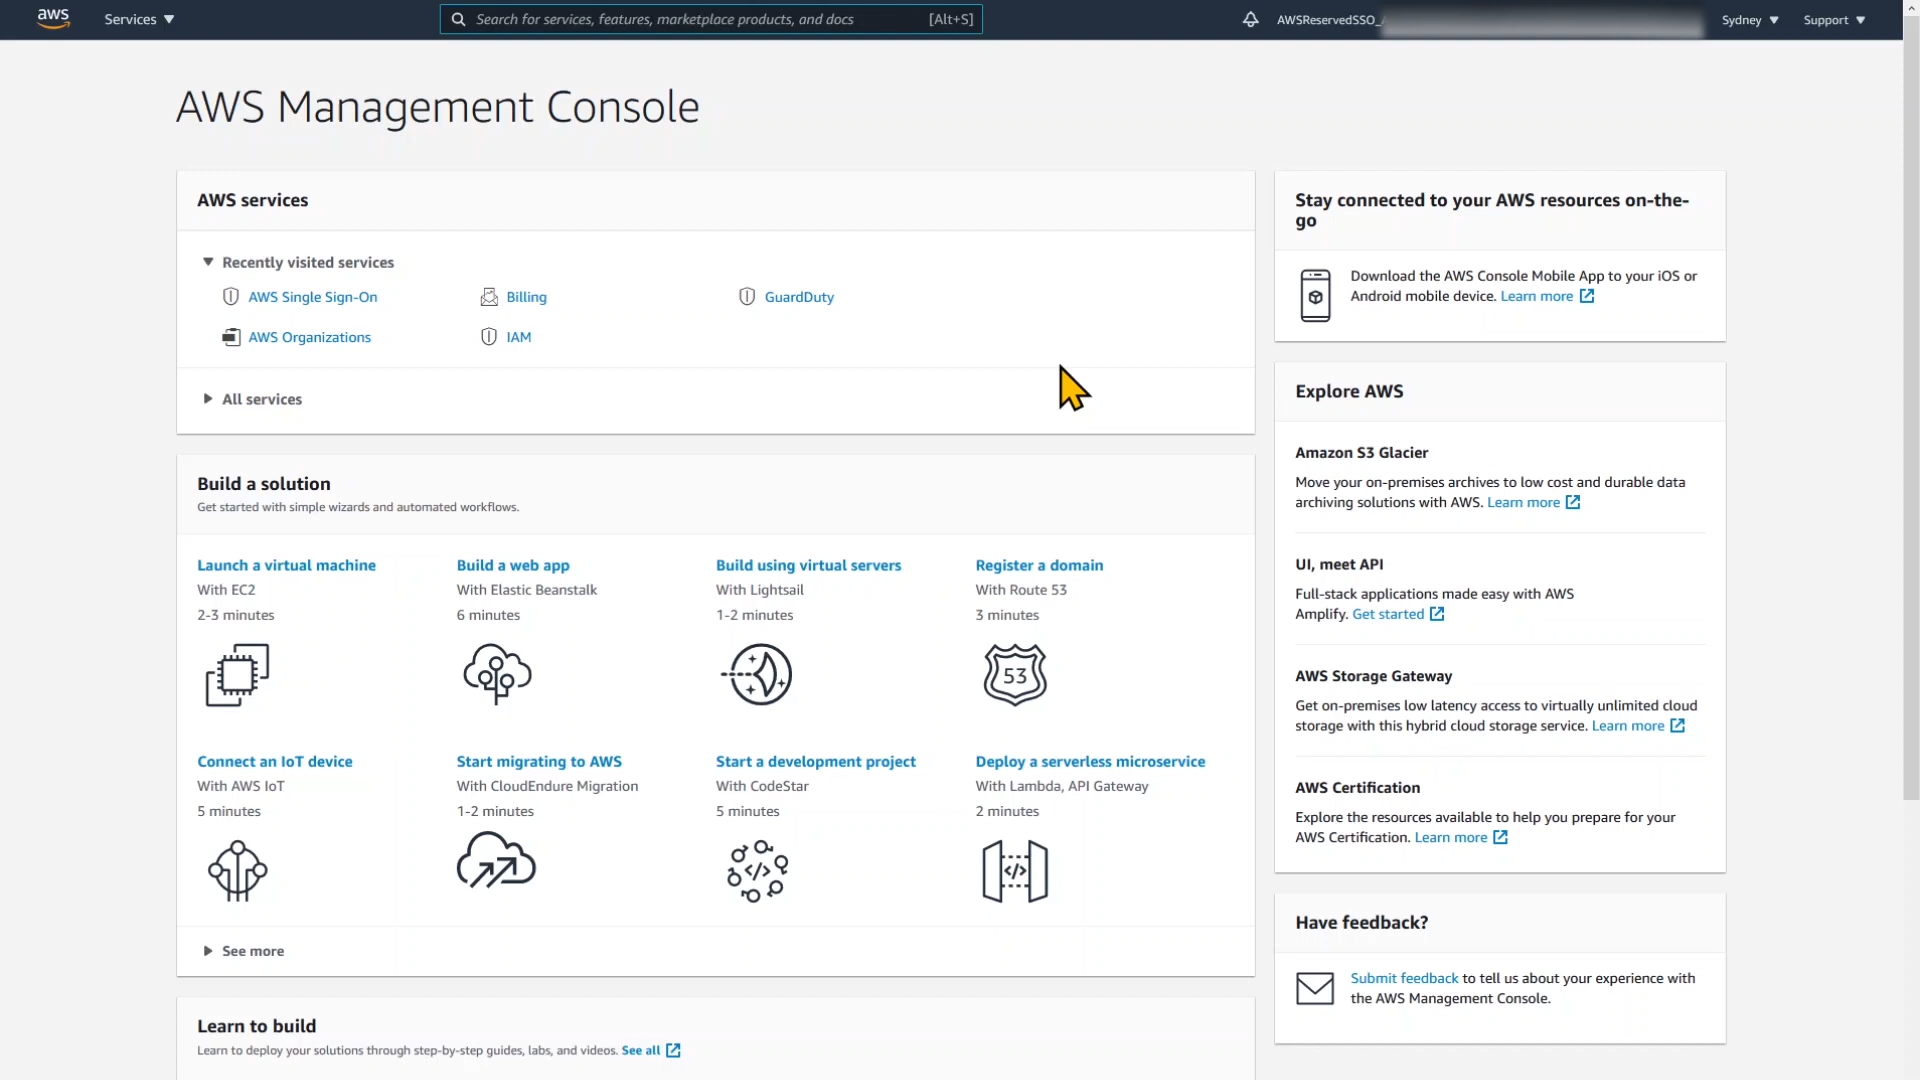 aws
Services
Search for services, features, marketplace products, and docs
[Alt+S]
AWSReservedSSO_
Sydney
Support
AWS Management Console
AWS services
Recently visited services
AWS Single Sign-On
Billing
GuardDuty
AWS Organizations
IAM
All services
Build a solution
Get started with simple wizards and automated workflows.
Launch a virtual machine
With EC2
2-3 minutes
Build a web app
With Elastic Beanstalk
6 minutes
Build using virtual servers
With Lightsail
1-2 minutes
Register a domain
With Route 53
3 minutes
53
Connect an IoT device
With AWS IoT
5 minutes
Start migrating to AWS
With CloudEndure Migration
1-2 minutes
Start a development project
With CodeStar
5 minutes
Deploy a serverless microservice
With Lambda, API Gateway
2 minutes
</>
</>
See more
Learn to build
Learn to deploy your solutions through step-by-step guides, labs, and videos. See all
Stay connected to your AWS resources on-the-
go
Download the AWS Console Mobile App to your iOS or
Android mobile device. Learn more
Explore AWS
Amazon S3 Glacier
Move your on-premises archives to low cost and durable data
archiving solutions with AWS. Learn more
UI, meet API
Full-stack applications made easy with AWS
Amplify. Get started
AWS Storage Gateway
Get on-premises low latency access to virtually unlimited cloud
storage with this hybrid cloud storage service. Learn more
AWS Certification
Explore the resources available to help you prepare for your
AWS Certification. Learn more
Have feedback?
Submit feedback to tell us about your experience with
the AWS Management Console.